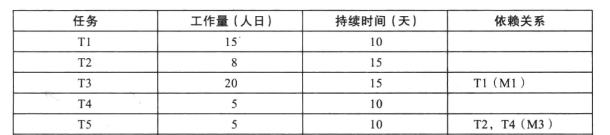 任务 工作量（人日） 持续时间（天） 依赖关系
T1 15 10
T2 8 15
T3 20 15 T1（M1）
T4 5 10
T5 5 10 T2，T4（M3）